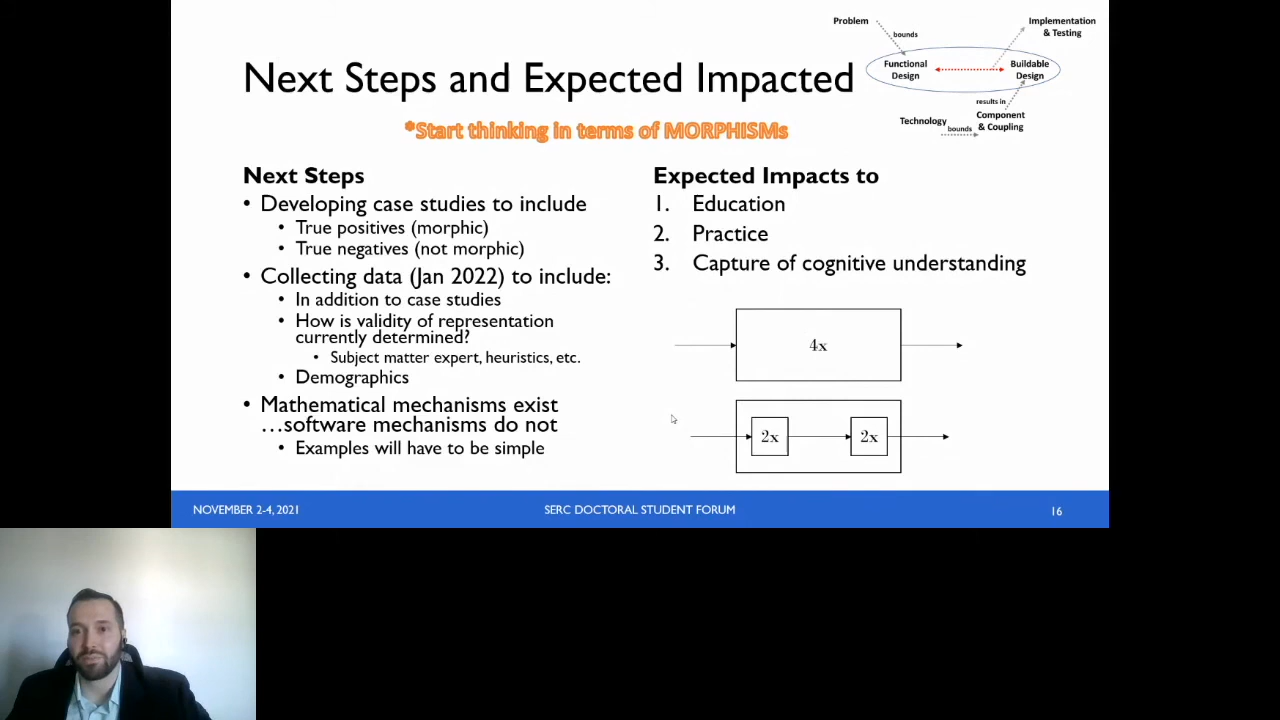 Problem
bounds
Functional
Design
Buildable
Design
Implementation
& Testing
results in
Component
& Coupling
Technology
bounds
Next Steps and Expected Impacted
*Start thinking in terms of MORPHISMs
Next Steps
• Developing case studies to include
• True positives (morphic)
• True negatives (not morphic)
• Collecting data (Jan 2022) to include:
• In addition to case studies
• How is validity of representation
currently determined?
• Subject matter expert, heuristics, etc.
• Demographics
• Mathematical mechanisms exist
…software mechanisms do not
• Examples will have to be simple
Expected Impacts to
1. Education
2. Practice
3. Capture of cognitive understanding
4x
2x 2x
NOVEMBER 2-4, 2021 SERC DOCTORAL STUDENT FORUM 16